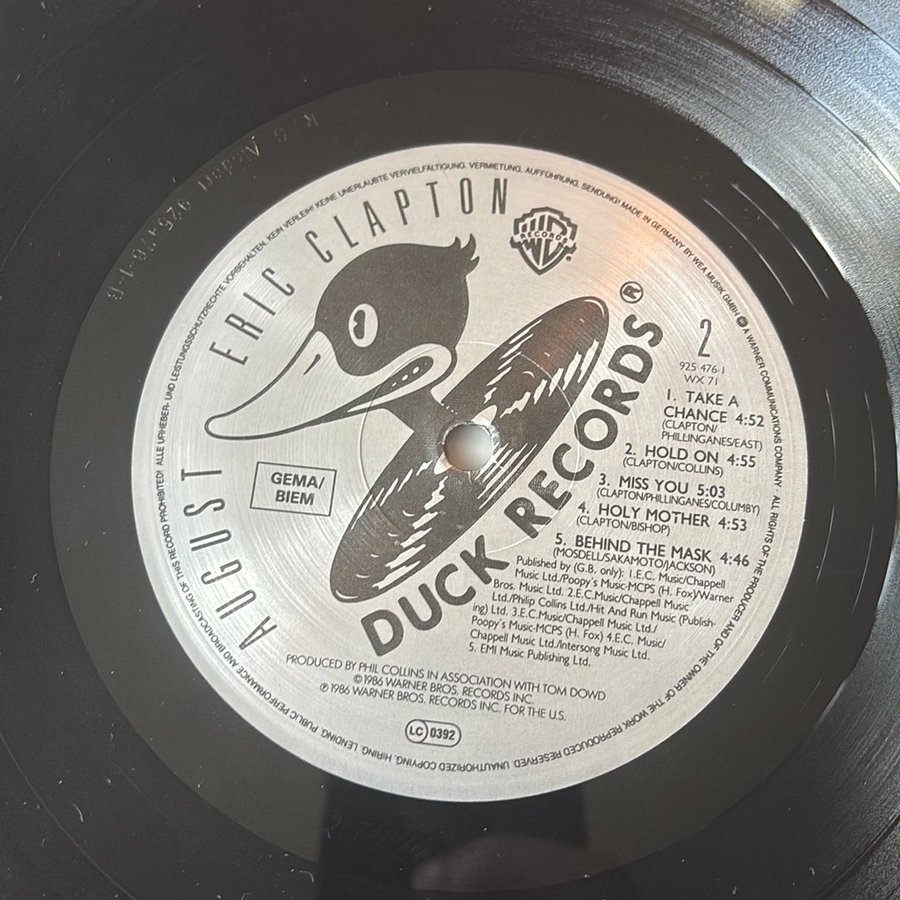 ALLE URHEBER- UND LEISTUNGSSCHUTZRECHTE VORBEHALTEN. KEIN VERLEIH! KEINE UNERLAUBTE VERVIELFÄLTIGUNG, VERMIETUNG, AUFFÜHRUNG, SENDUNG! MADE IN GERMANY BY WEA MUSIK GMBH A WARNER COMMUNICATIONS COMPANY ALL RIGHTS OF THE PRODUCER AND OF THE OWNER OF THE WORK REPRODUCED RESERVED UNAUTHORIZED COPYING, HIRING, LENDING, PUBLIC PERFORMANCE AND BROADCASTING OF THIS RECORD PROHIBITED!
AUGUST
ERIC CLAPTON
WB RECORDS
DUCK RECORDS®
GEMA/
BIEM
2
925 476-1
WX 71
1. TAKE A
CHANCE 4:52
(CLAPTON/
PHILLINGANES/EAST)
2. HOLD ON 4:55
(CLAPTON/COLLINS)
3. MISS YOU 5:03
(CLAPTON/PHILLINGANES/COLUMBY)
4. HOLY MOTHER 4:53
(CLAPTON/BISHOP)
5. BEHIND THE MASK 4:46
(MOSDELL/SAKAMOTO/JACKSON)
Published by (G.B. only): 1.E.C. Music/Chappell
Music Ltd./Poopy's Music-MCPS (H. Fox)/Warner
Bros. Music Ltd. 2.E.C.Music/Chappell Music
Ltd./Philip Collins Ltd./Hit And Run Music (Publish-
ing) Ltd. 3.E.C.Music/Chappell Music Ltd./
Poopy's Music-MCPS (H. Fox) 4.E.C. Music/
Chappell Music Ltd./Intersong Music Ltd.
5. EMI Music Publishing Ltd.
PRODUCED BY PHIL COLLINS IN ASSOCIATION WITH TOM DOWD
©1986 WARNER BROS. RECORDS INC.
℗1986 WARNER BROS. RECORDS INC. FOR THE U.S.
LC 0392